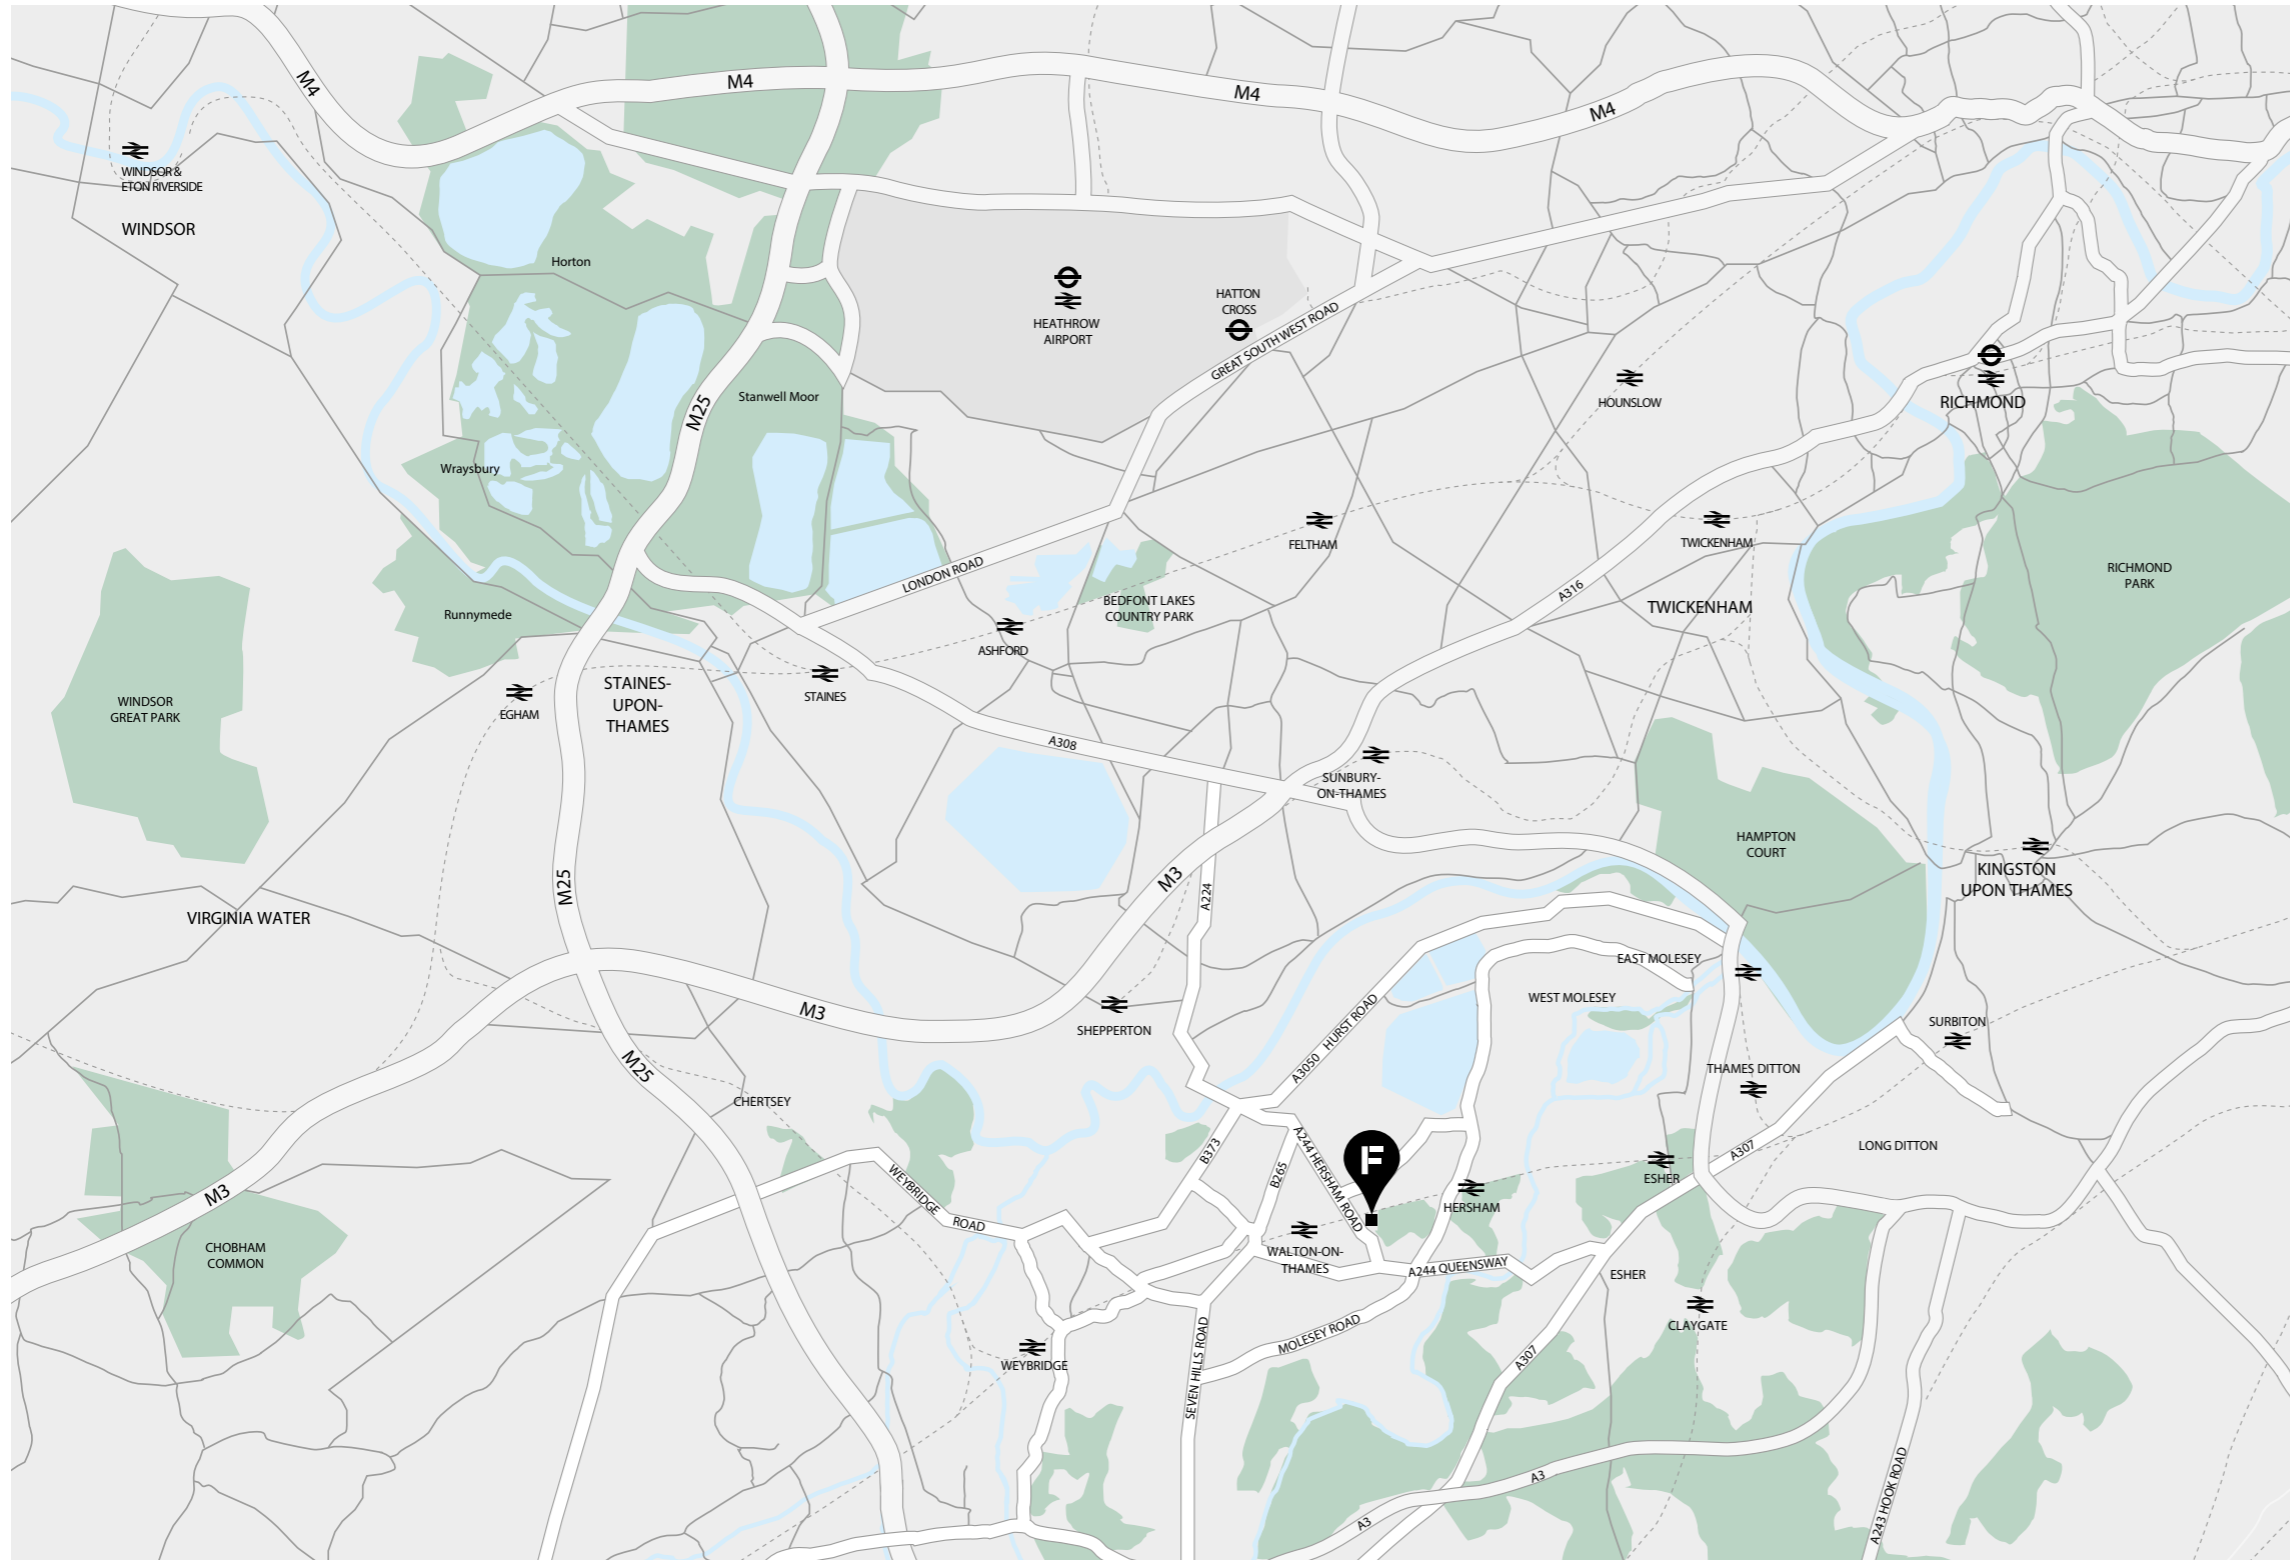 M4
M4
M4
M4
WINDSOR &
ETON RIVERSIDE
WINDSOR
Horton
HEATHROW
AIRPORT
HATTON
CROSS
GREAT SOUTH WEST ROAD
HOUNSLOW
RICHMOND
M25
Stanwell Moor
Wraysbury
FELTHAM
TWICKENHAM
RICHMOND
PARK
LONDON ROAD
BEDFONT LAKES
COUNTRY PARK
A316
TWICKENHAM
Runnymede
ASHFORD
STAINES
EGHAM
STAINES-
UPON-
THAMES
WINDSOR
GREAT PARK
A308
SUNBURY-
ON-THAMES
HAMPTON
COURT
KINGSTON
UPON THAMES
M25
M3
A224
VIRGINIA WATER
EAST MOLESEY
WEST MOLESEY
M3
SHEPPERTON
A3050 HURST ROAD
SURBITON
M25
THAMES DITTON
CHERTSEY
A244 HERSHAM ROAD
B373
B265
F
A307
LONG DITTON
ESHER
HERSHAM
M3
WEYBRIDGE ROAD
CHOBHAM
COMMON
WALTON-ON-
THAMES
A244 QUEENSWAY
ESHER
CLAYGATE
MOLESEY ROAD
SEVEN HILLS ROAD
WEYBRIDGE
A307
A3
A3
A243 HOOK ROAD